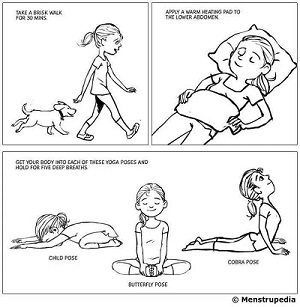 TAKE A BRISK WALK
FOR 30 MINS.
APPLY A WARM HEATING PAD TO
THE LOWER ABDOMEN.
GET YOUR BODY INTO EACH OF THESE YOGA POSES AND
HOLD FOR FIVE DEEP BREATHS.
CHILD POSE
BUTTERFLY POSE
COBRA POSE
© Menstrupedia